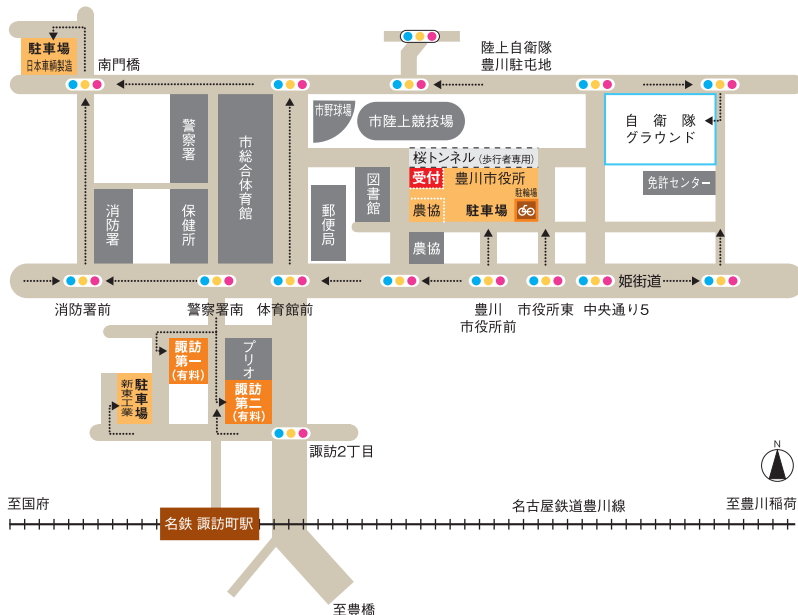 駐車場
日本車輌製造
南門橋
陸上自衛隊
豊川駐屯地
警察署
市総合体育館
市野球場
市陸上競技場
自衛隊
グラウンド
桜トンネル(歩行者専用)
受付
豊川市役所
図書館
免許センター
駐輪場
農協
駐車場
消防署
保健所
郵便局
農協
姫街道
消防署前
警察署南
体育館前
豊川
市役所前
市役所東
中央通り5
諏訪
第一
(有料)
プリオ
駐車場
新東工業
諏訪
第二
(有料)
諏訪2丁目
N
至国府
名古屋鉄道豊川線
至豊川稲荷
名鉄 諏訪町駅
至豊橋